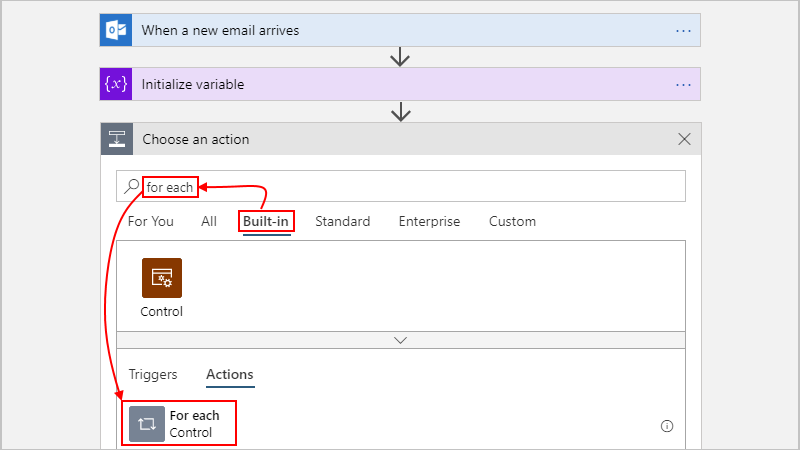 When a new email arrives
{x} Initialize variable
Choose an action
for each
For You All Built-in Standard Enterprise Custom
Control
Triggers Actions
For each
Control